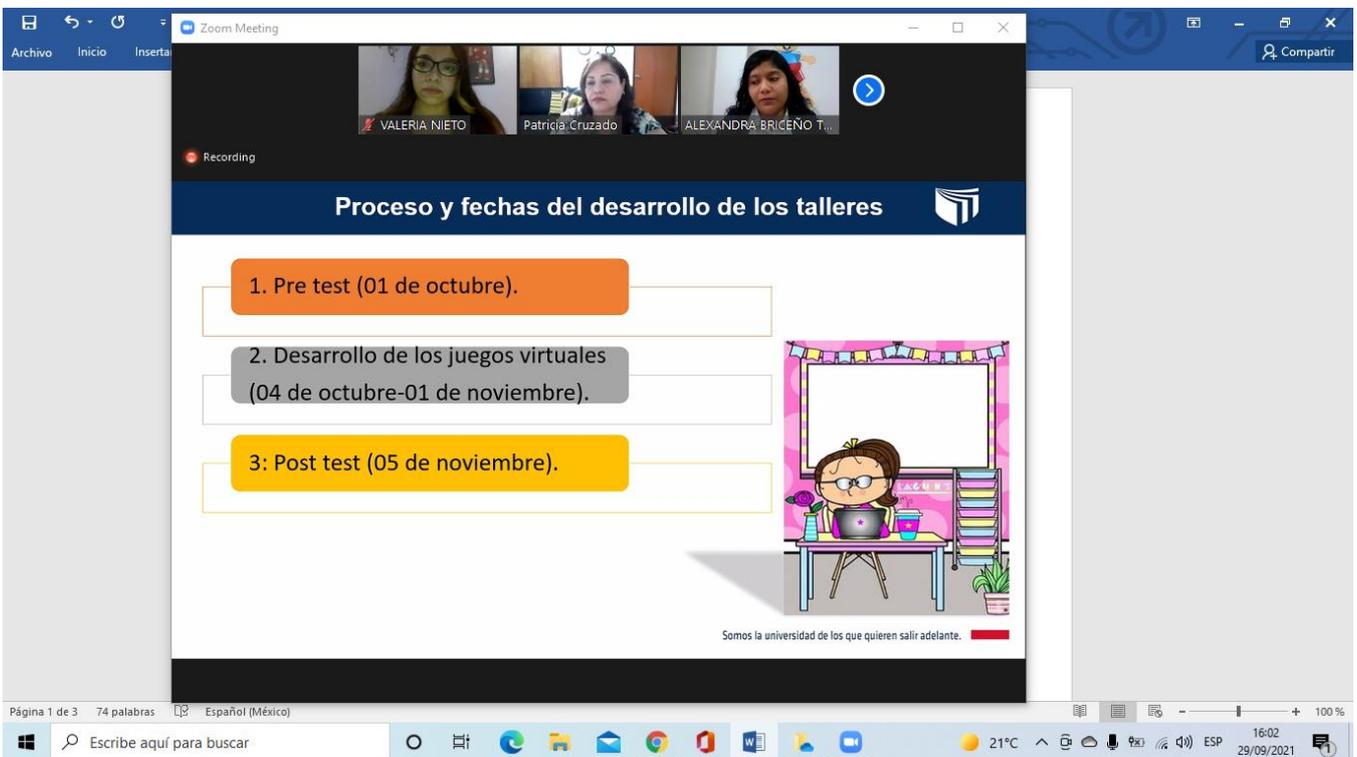 Zoom Meeting
Archivo Inicio Inserta
Compartir
VALERIA NIETO
Patricia Cruzado
ALEXANDRA BRICEÑO T...
Recording
Proceso y fechas del desarrollo de los talleres
1. Pre test (01 de octubre).
2. Desarrollo de los juegos virtuales
(04 de octubre-01 de noviembre).
3: Post test (05 de noviembre).
Somos la universidad de los que quieren salir adelante.
Página 1 de 3 74 palabras Español (México)
100 %
Escribe aquí para buscar
21°C
ESP
16:02
29/09/2021